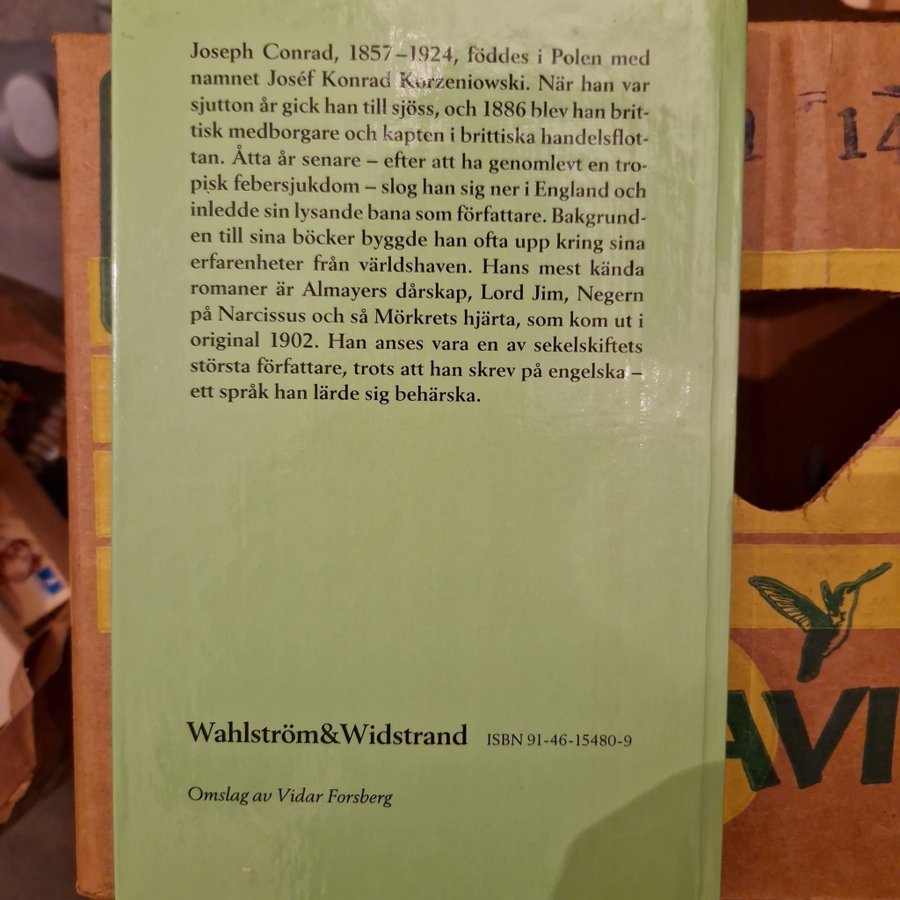 Joseph Conrad, 1857–1924, föddes i Polen med
namnet Joséf Konrad Korzeniowski. När han var
sjutton år gick han till sjöss, och 1886 blev han brit-
tisk medborgare och kapten i brittiska handelsflot-
tan. Åtta år senare – efter att ha genomlevt en tro-
pisk febersjukdom – slog han sig ner i England och
inledde sin lysande bana som författare. Bakgrund-
en till sina böcker byggde han ofta upp kring sina
erfarenheter från världshaven. Hans mest kända
romaner är Almayers dårskap, Lord Jim, Negern
på Narcissus och så Mörkrets hjärta, som kom ut i
original 1902. Han anses vara en av sekelskiftets
största författare, trots att han skrev på engelska –
ett språk han lärde sig behärska.
Wahlström&Widstrand ISBN 91-46-15480-9
Omslag av Vidar Forsberg